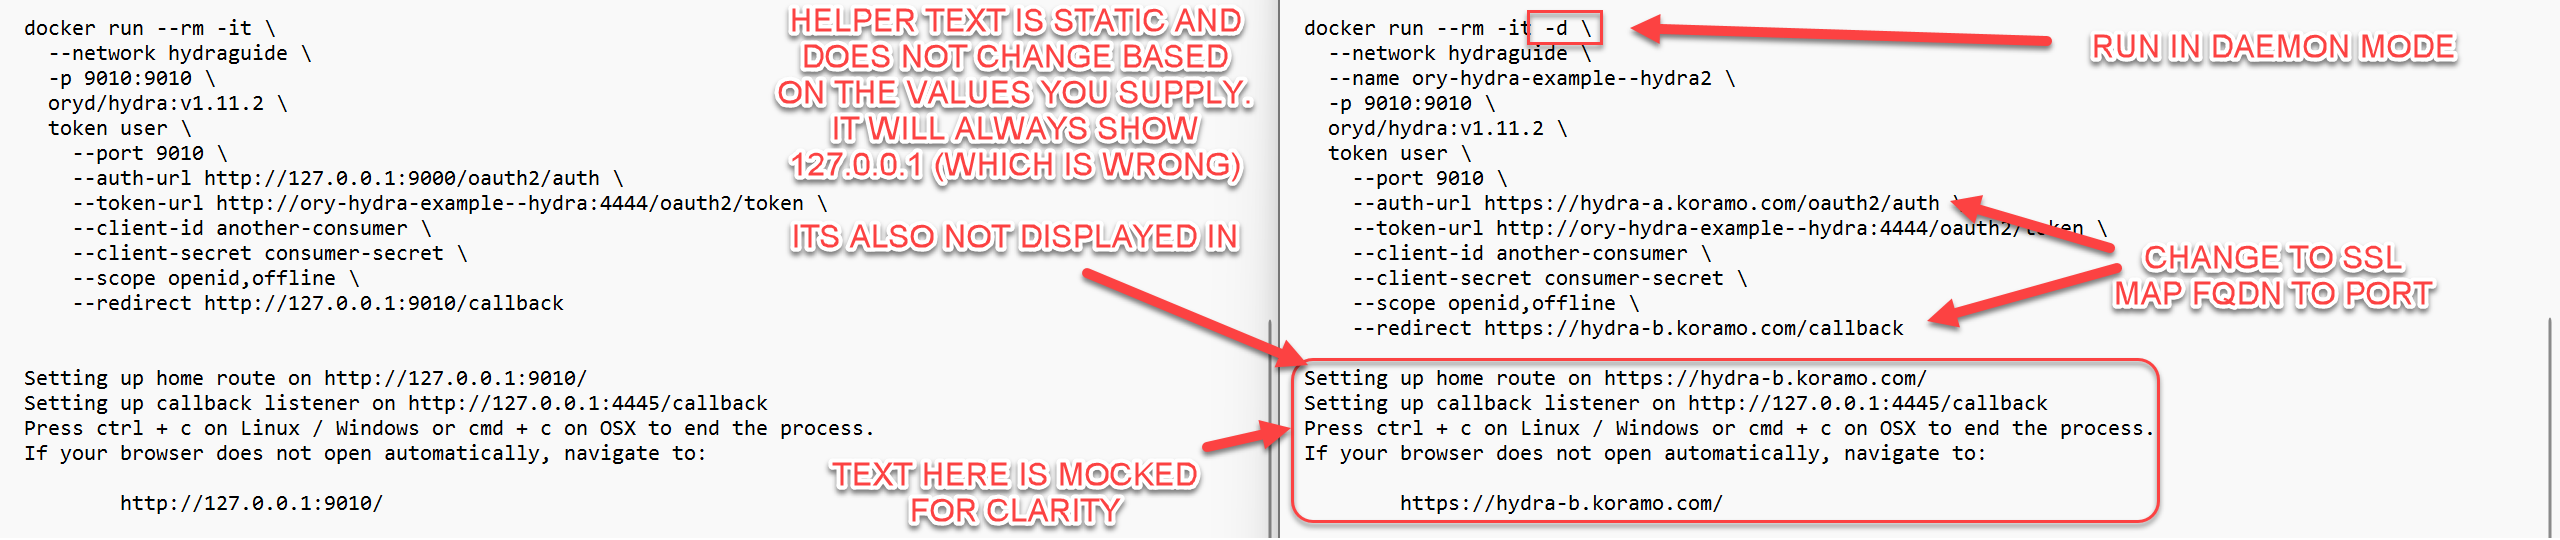 docker run --rm -it \
  --network hydraguide \
  -p 9010:9010 \
  oryd/hydra:v1.11.2 \
  token user \
    --port 9010 \
    --auth-url http://127.0.0.1:9000/oauth2/auth \
    --token-url http://ory-hydra-example--hydra:4444/oauth2/token \
    --client-id another-consumer \
    --client-secret consumer-secret \
    --scope openid,offline \
    --redirect http://127.0.0.1:9010/callback
Setting up home route on http://127.0.0.1:9010/
Setting up callback listener on http://127.0.0.1:4445/callback
Press ctrl + c on Linux / Windows or cmd + c on OSX to end the process.
If your browser does not open automatically, navigate to:
        http://127.0.0.1:9010/
HELPER TEXT IS STATIC AND
DOES NOT CHANGE BASED
ON THE VALUES YOU SUPPLY.
IT WILL ALWAYS SHOW
127.0.0.1 (WHICH IS WRONG)
ITS ALSO NOT DISPLAYED IN
TEXT HERE IS MOCKED
FOR CLARITY
docker run --rm -it -d \
  --network hydraguide \
  --name ory-hydra-example--hydra2 \
  -p 9010:9010 \
  oryd/hydra:v1.11.2 \
  token user \
    --port 9010 \
    --auth-url https://hydra-a.koramo.com/oauth2/auth \
    --token-url http://ory-hydra-example--hydra:4444/oauth2/token \
    --client-id another-consumer \
    --client-secret consumer-secret \
    --scope openid,offline \
    --redirect https://hydra-b.koramo.com/callback
Setting up home route on https://hydra-b.koramo.com/
Setting up callback listener on http://127.0.0.1:4445/callback
Press ctrl + c on Linux / Windows or cmd + c on OSX to end the process.
If your browser does not open automatically, navigate to:
        https://hydra-b.koramo.com/
RUN IN DAEMON MODE
CHANGE TO SSL
MAP FQDN TO PORT